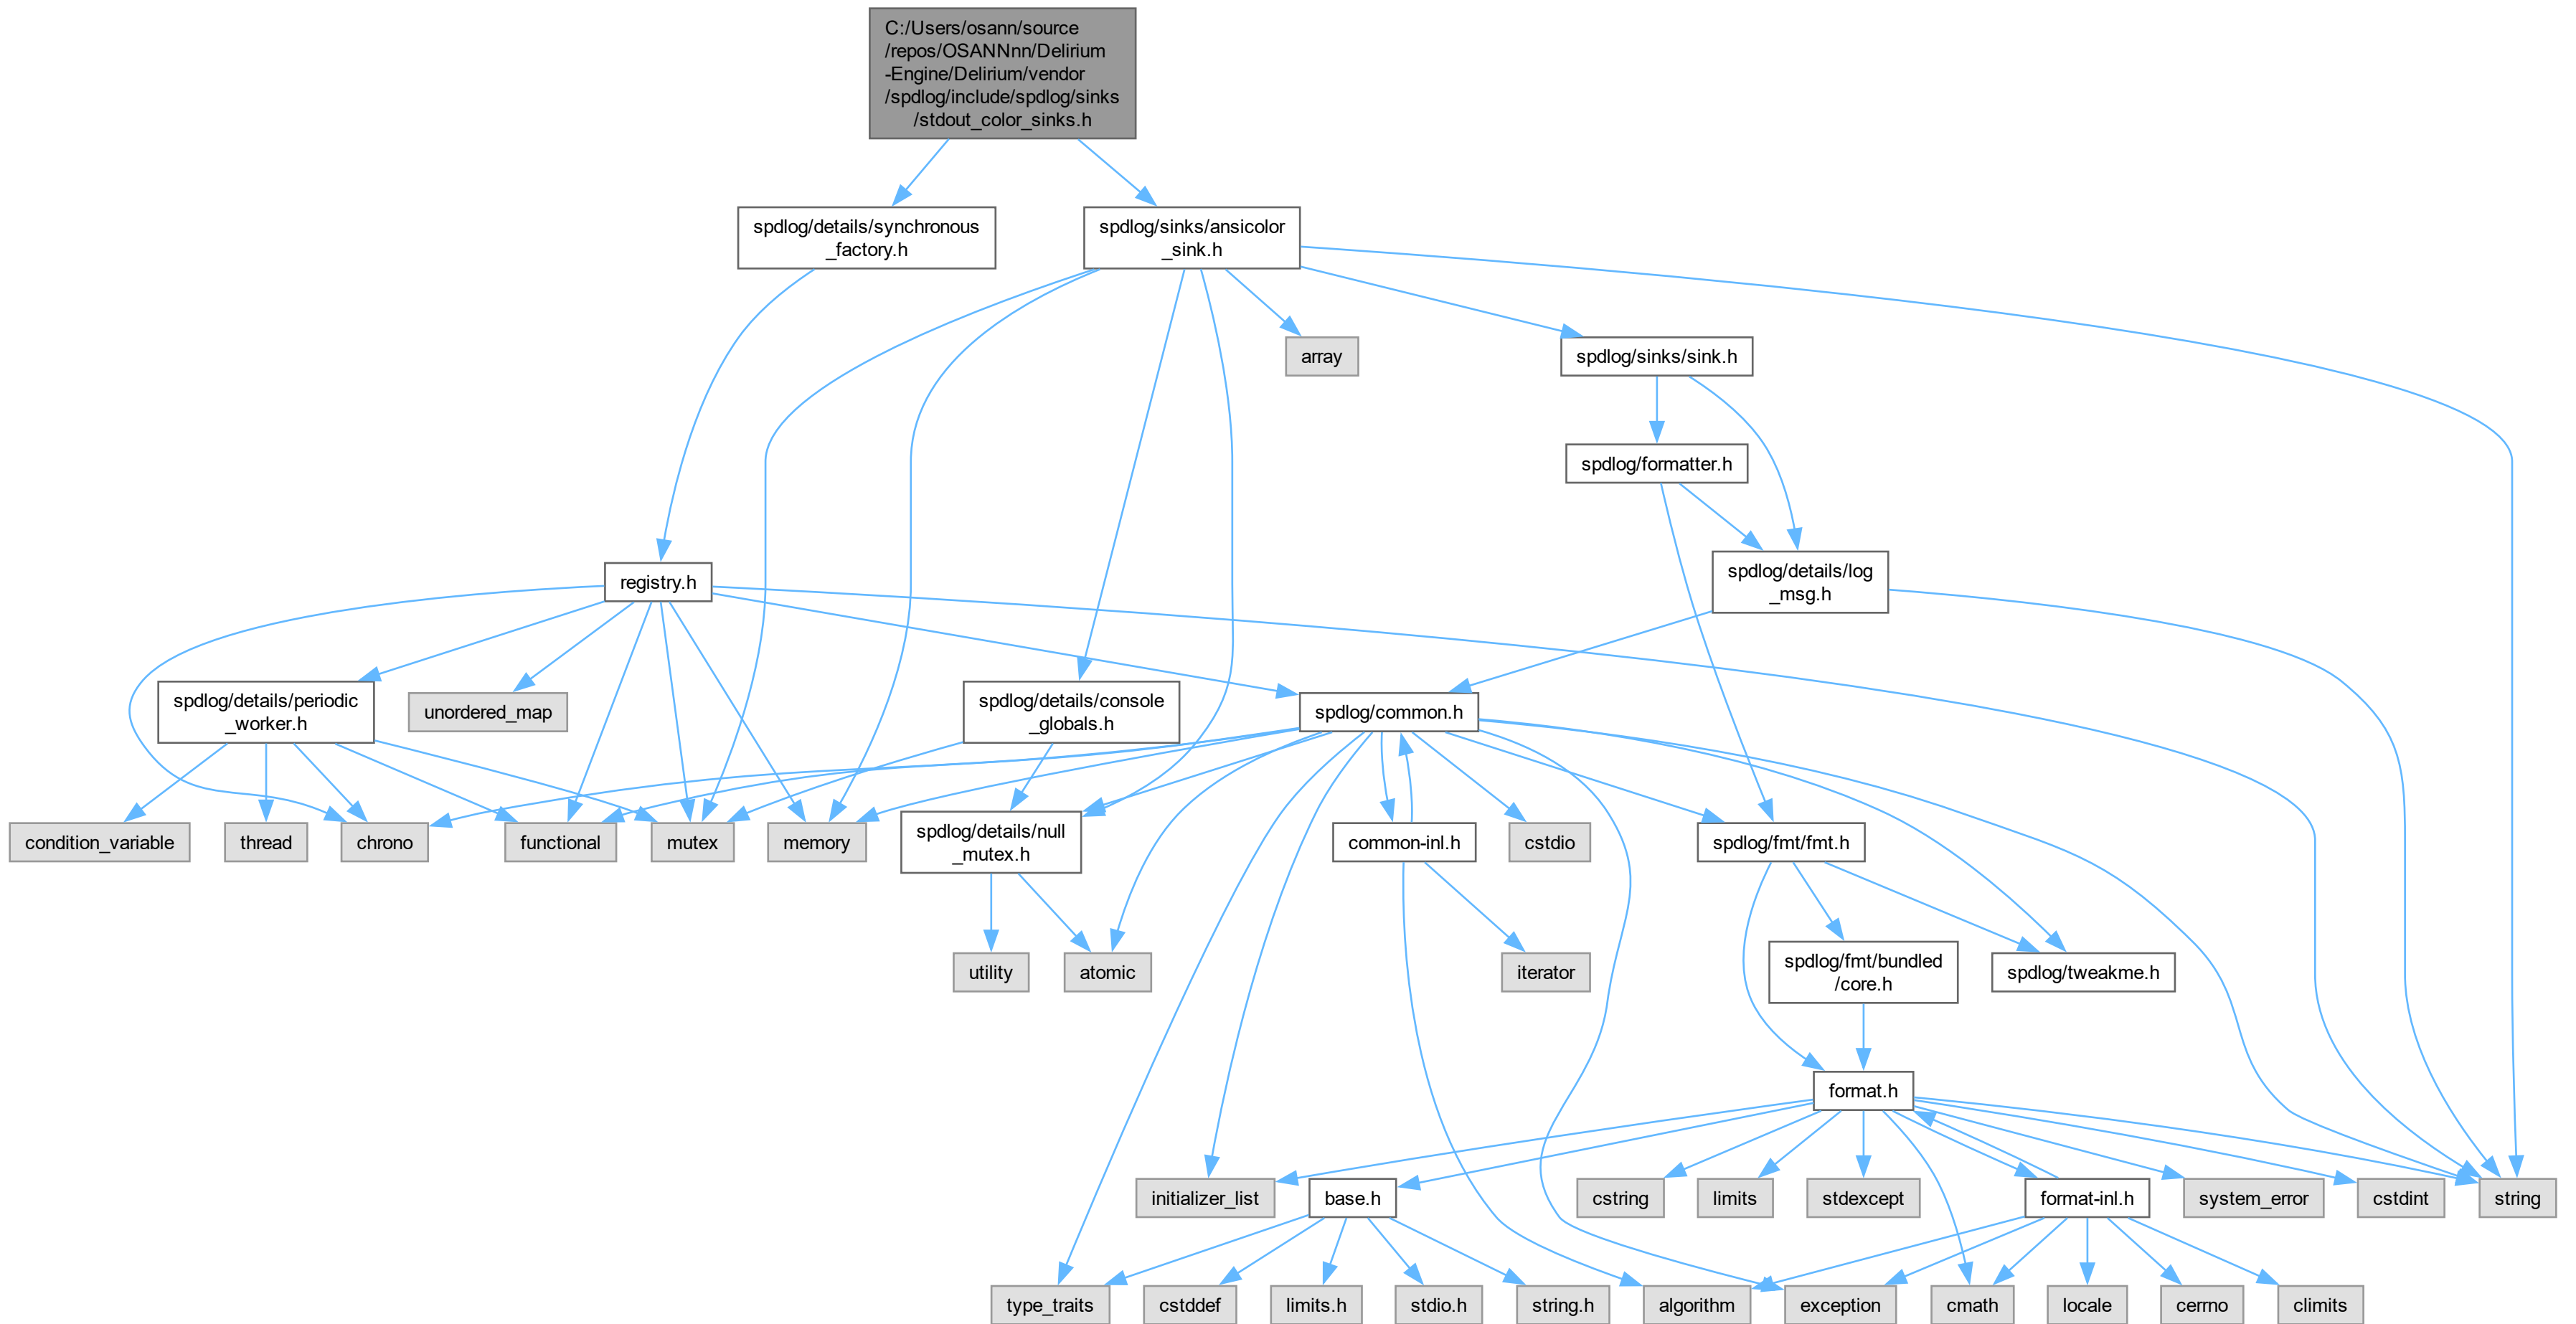 C:/Users/osann/source
/repos/OSANNnn/Delirium
-Engine/Delirium/vendor
/spdlog/include/spdlog/sinks
/stdout_color_sinks.h
spdlog/details/synchronous
_factory.h
spdlog/sinks/ansicolor
_sink.h
array
spdlog/sinks/sink.h
spdlog/formatter.h
registry.h
spdlog/details/log
_msg.h
spdlog/details/periodic
_worker.h
unordered_map
spdlog/details/console
_globals.h
spdlog/common.h
condition_variable
thread
chrono
functional
mutex
memory
spdlog/details/null
_mutex.h
common-inl.h
cstdio
spdlog/fmt/fmt.h
utility
atomic
iterator
spdlog/fmt/bundled
/core.h
spdlog/tweakme.h
format.h
initializer_list
base.h
cstring
limits
stdexcept
format-inl.h
system_error
cstdint
string
type_traits
cstddef
limits.h
stdio.h
string.h
algorithm
exception
cmath
locale
cerrno
climits